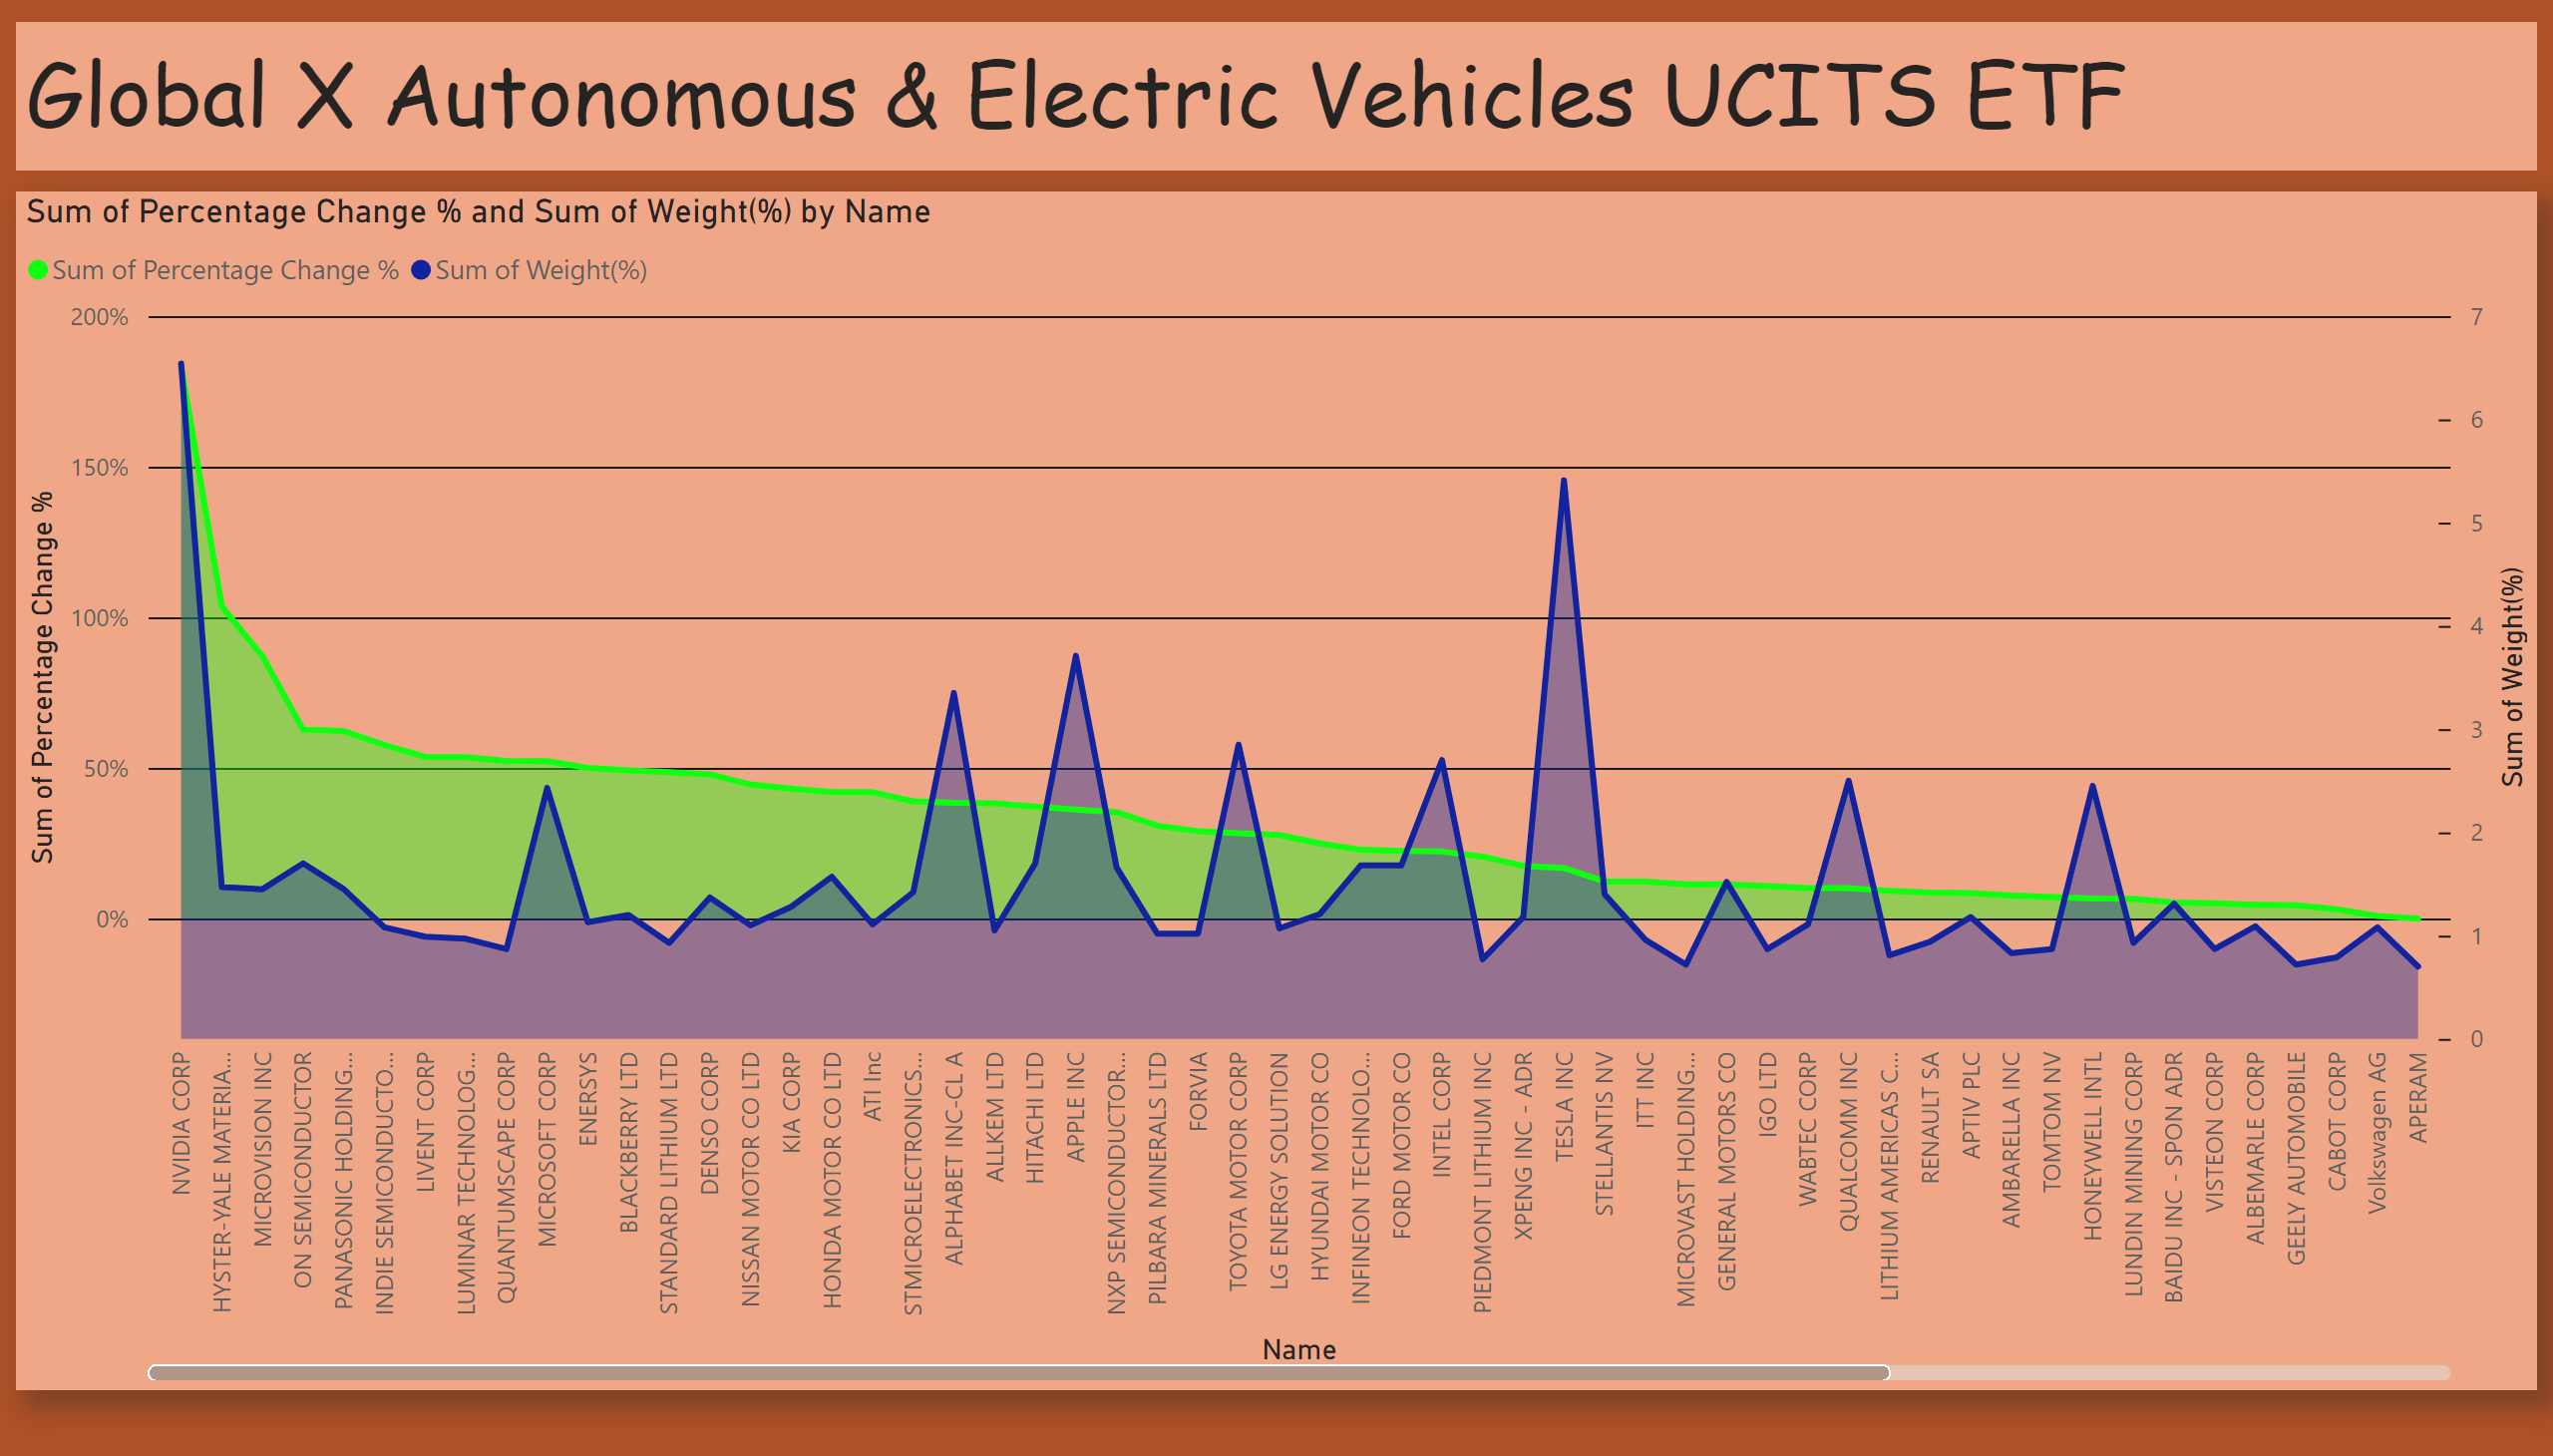 Global X Autonomous & Electric Vehicles UCITS ETF
Sum of Percentage Change % and Sum of Weight(%) by Name
Sum of Percentage Change % Sum of Weight(%)
200%
150%
100%
50%
0%
Sum of Percentage Change %
7
6
5
4
3
2
1
0
Sum of Weight(%)
NVIDIA CORP
HYSTER-YALE MATERIA...
MICROVISION INC
ON SEMICONDUCTOR
PANASONIC HOLDING...
INDIE SEMICONDUCTO...
LIVENT CORP
LUMINAR TECHNOLOG...
QUANTUMSCAPE CORP
MICROSOFT CORP
ENERSYS
BLACKBERRY LTD
STANDARD LITHIUM LTD
DENSO CORP
NISSAN MOTOR CO LTD
KIA CORP
HONDA MOTOR CO LTD
ATI Inc
STMICROELECTRONICS...
ALPHABET INC-CL A
ALLKEM LTD
HITACHI LTD
APPLE INC
NXP SEMICONDUCTOR...
PILBARA MINERALS LTD
FORVIA
TOYOTA MOTOR CORP
LG ENERGY SOLUTION
HYUNDAI MOTOR CO
INFINEON TECHNOLO...
FORD MOTOR CO
INTEL CORP
PIEDMONT LITHIUM INC
XPENG INC - ADR
TESLA INC
STELLANTIS NV
ITT INC
MICROVAST HOLDING...
GENERAL MOTORS CO
IGO LTD
WABTEC CORP
QUALCOMM INC
LITHIUM AMERICAS C...
RENAULT SA
APTIV PLC
AMBARELLA INC
TOMTOM NV
HONEYWELL INTL
LUNDIN MINING CORP
BAIDU INC - SPON ADR
VISTEON CORP
ALBEMARLE CORP
GEELY AUTOMOBILE
CABOT CORP
Volkswagen AG
APERAM
Name